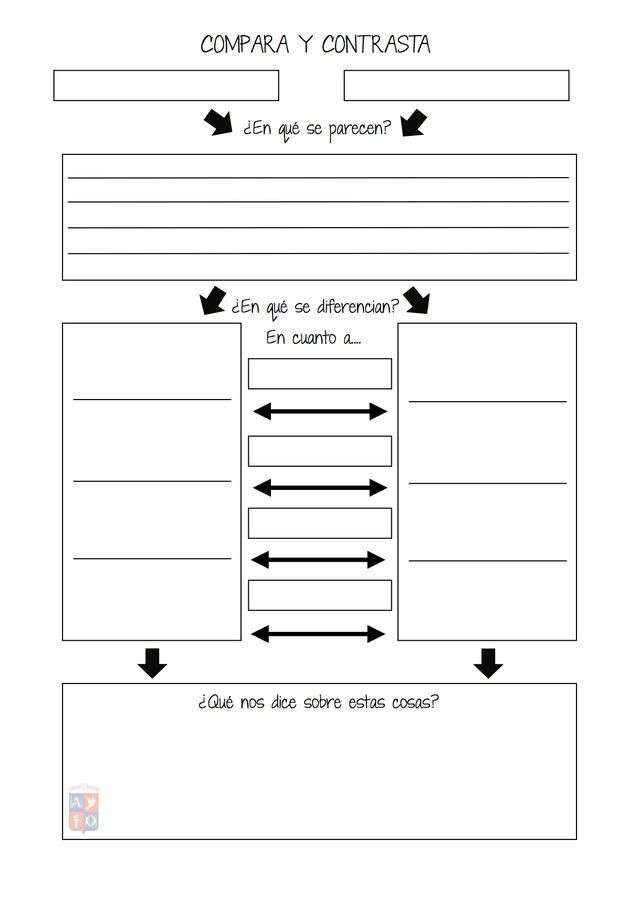 COMPARA Y CONTRASTA
¿En qué se parecen?
¿En qué se diferencian?
En cuanto a....
¿Qué nos dice sobre estas cosas?
A